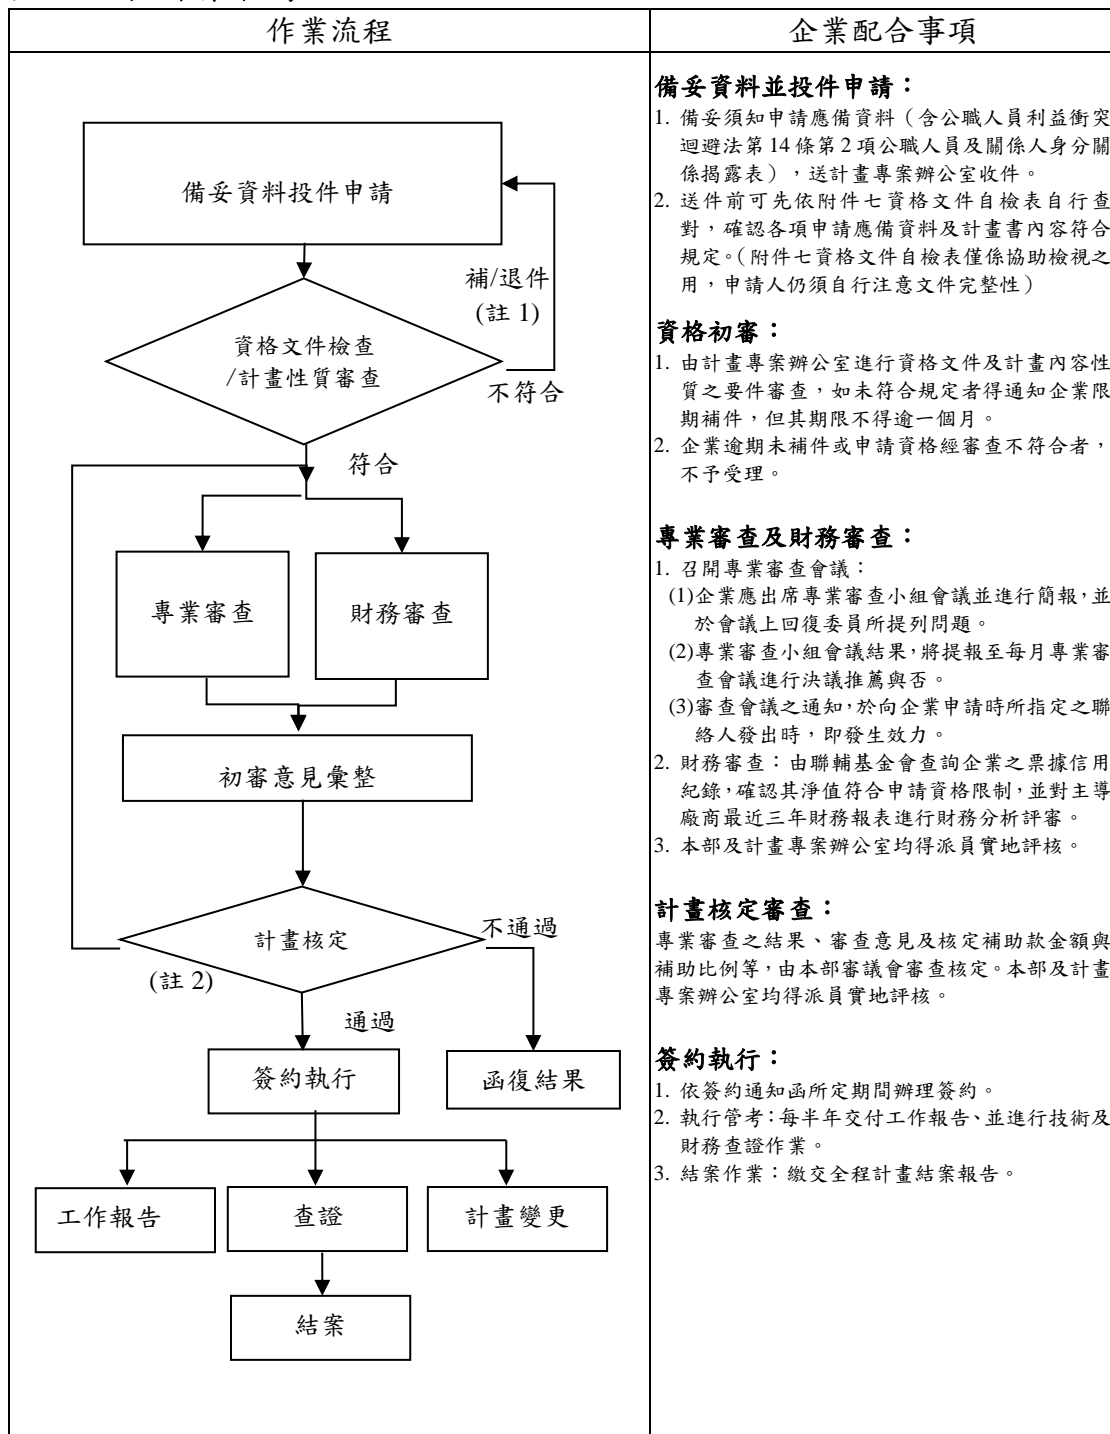 作業流程
企業配合事項
備妥資料投件申請
補/退件
(註 1)
資格文件檢查
/計畫性質審查
不符合
符合
專業審查
財務審查
初審意見彙整
計畫核定
不通過
(註 2)
通過
簽約執行
函復結果
工作報告
查證
計畫變更
結案
備妥資料並投件申請：
1. 備妥須知申請應備資料（含公職人員利益衝突
迴避法第 14 條第 2 項公職人員及關係人身分關
係揭露表），送計畫專案辦公室收件。
2. 送件前可先依附件七資格文件自檢表自行查
對，確認各項申請應備資料及計畫書內容符合
規定。（附件七資格文件自檢表僅係協助檢視之
用，申請人仍須自行注意文件完整性）
資格初審：
1. 由計畫專案辦公室進行資格文件及計畫內容性
質之要件審查，如未符合規定者得通知企業限
期補件，但其期限不得逾一個月。
2. 企業逾期未補件或申請資格經審查不符合者，
不予受理。
專業審查及財務審查：
1. 召開專業審查會議：
(1)企業應出席專業審查小組會議並進行簡報，並
於會議上回復委員所提列問題。
(2)專業審查小組會議結果，將提報至每月專業審
查會議進行決議推薦與否。
(3)審查會議之通知，於向企業申請時所指定之聯
絡人發出時，即發生效力。
2. 財務審查：由聯輔基金會查詢企業之票據信用
紀錄，確認其淨值符合申請資格限制，並對主導
廠商最近三年財務報表進行財務分析評審。
3. 本部及計畫專案辦公室均得派員實地評核。
計畫核定審查：
專業審查之結果、審查意見及核定補助款金額與
補助比例等，由本部審議會審查核定。本部及計畫
專案辦公室均得派員實地評核。
簽約執行：
1. 依簽約通知函所定期間辦理簽約。
2. 執行管考：每半年交付工作報告、並進行技術及
財務查證作業。
3. 結案作業：繳交全程計畫結案報告。